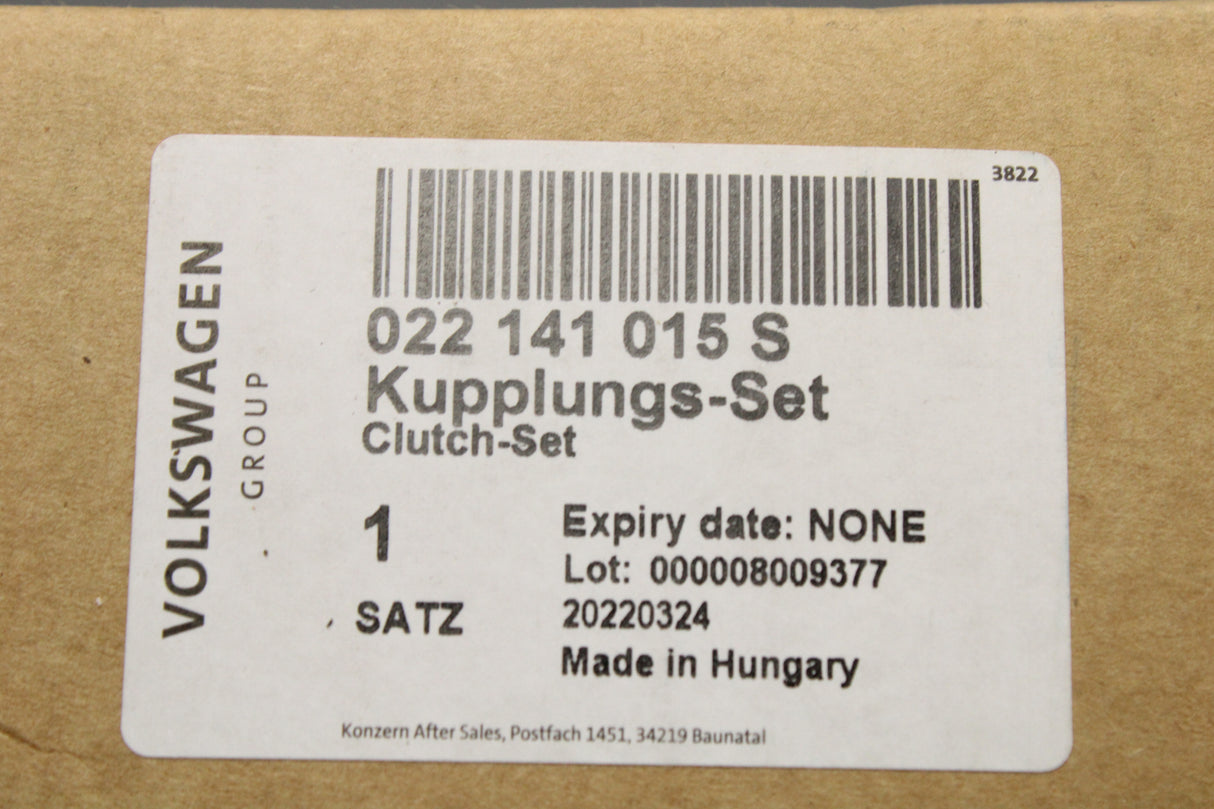 3822
VOLKSWAGEN
GROUP
022 141 015 S
Kupplungs-Set
Clutch-Set
1
SATZ
Expiry date: NONE
Lot: 000008009377
20220324
Made in Hungary
Konzern After Sales, Postfach 1451, 34219 Baunatal